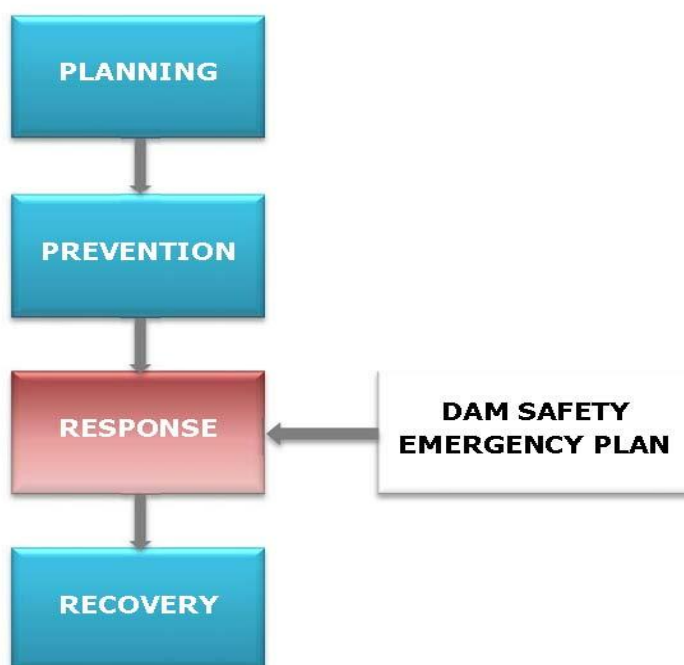 PLANNING
PREVENTION
RESPONSE
DAM SAFETY
EMERGENCY PLAN
RECOVERY